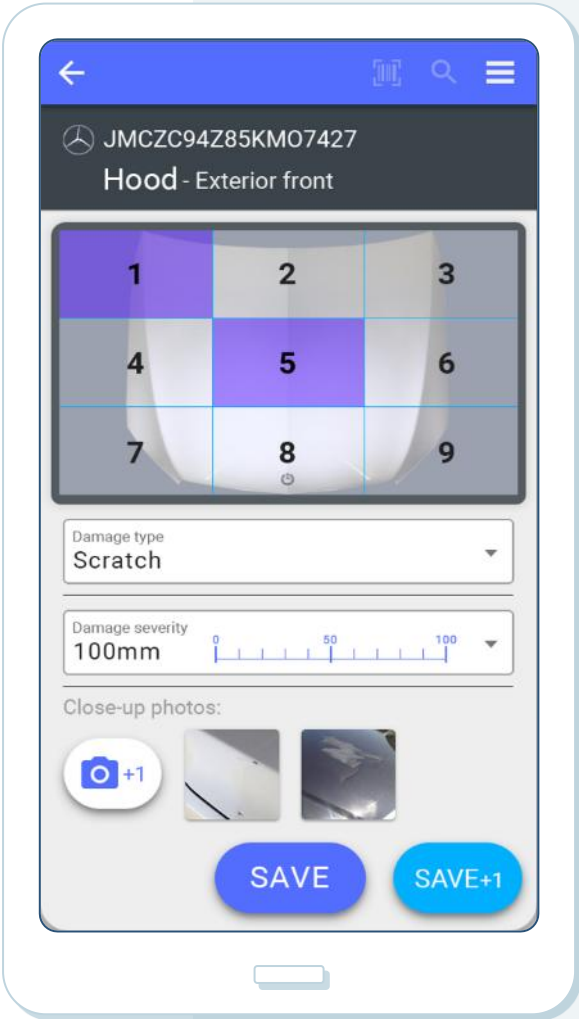 JMCZC94Z85KMO7427
Hood - Exterior front
1 2 3
4 5 6
7 8 9
Damage type
Scratch
Damage severity
100mm
0 50 100
Close-up photos:
+1
SAVE
SAVE+1